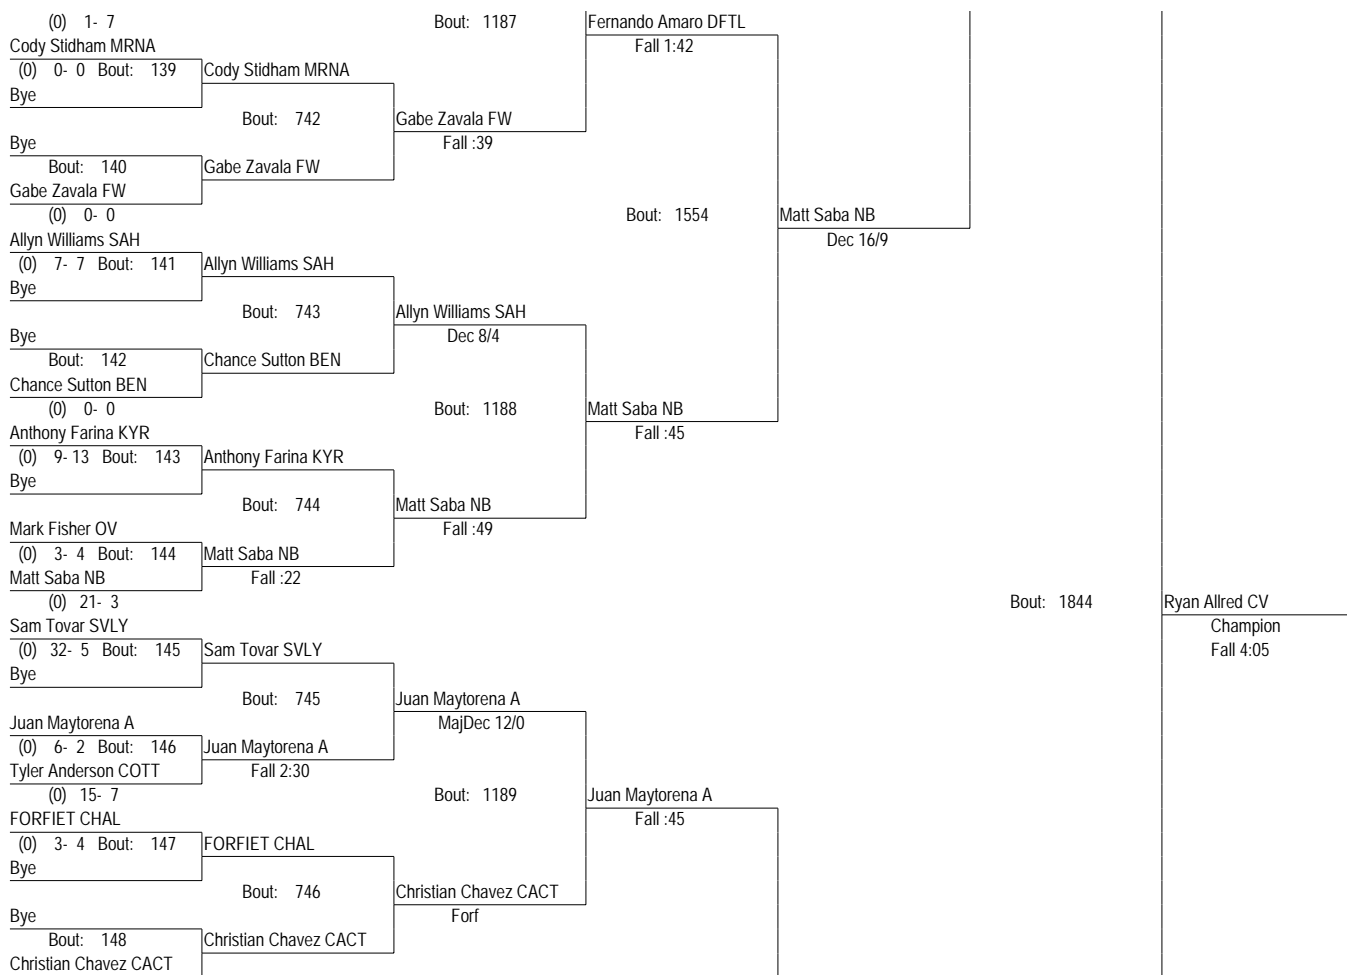 (0) 1- 7 Bout: 1187 Fernando Amaro DFTL
Cody Stidham MRNA Fall 1:42
(0) 0- 0 Bout: 139 Cody Stidham MRNA
Bye
Bout: 742 Gabe Zavala FW
Bye Fall :39
Bout: 140 Gabe Zavala FW
Gabe Zavala FW
(0) 0- 0 Bout: 1554 Matt Saba NB
Allyn Williams SAH Dec 16/9
(0) 7- 7 Bout: 141 Allyn Williams SAH
Bye
Bout: 743 Allyn Williams SAH
Bye Dec 8/4
Bout: 142 Chance Sutton BEN
Chance Sutton BEN
(0) 0- 0 Bout: 1188 Matt Saba NB
Anthony Farina KYR Fall :45
(0) 9- 13 Bout: 143 Anthony Farina KYR
Bye
Bout: 744 Matt Saba NB
Mark Fisher OV Fall :49
(0) 3- 4 Bout: 144 Matt Saba NB
Matt Saba NB Fall :22
(0) 21- 3 Bout: 1844 Ryan Allred CV
Sam Tovar SVLY Champion
(0) 32- 5 Bout: 145 Sam Tovar SVLY Fall 4:05
Bye
Bout: 745 Juan Maytorena A
Juan Maytorena A MajDec 12/0
(0) 6- 2 Bout: 146 Juan Maytorena A
Tyler Anderson COTT Fall 2:30
(0) 15- 7 Bout: 1189 Juan Maytorena A
FORFIET CHAL Fall :45
(0) 3- 4 Bout: 147 FORFIET CHAL
Bye
Bout: 746 Christian Chavez CACT
Bye Forf
Bout: 148 Christian Chavez CACT
Christian Chavez CACT